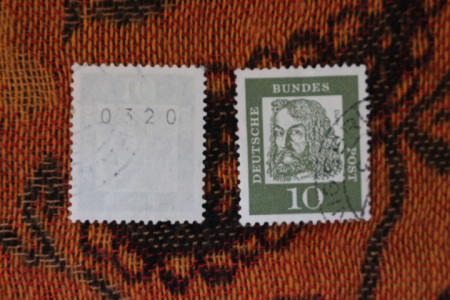 0320
BUNDES
DEUTSCHE
POST
10